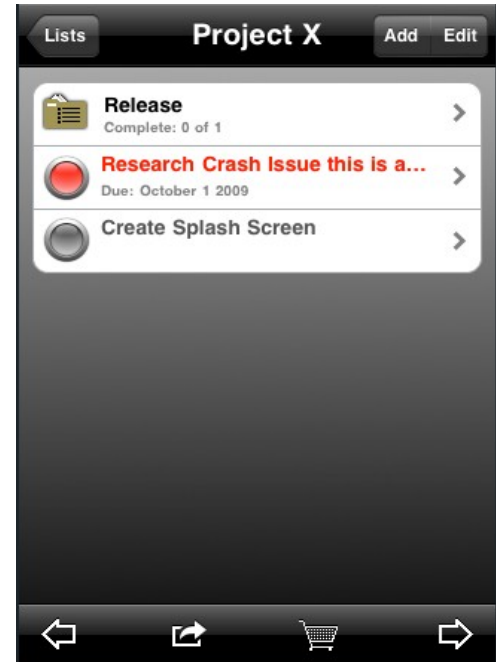 Lists
Project X
Add
Edit
Release
Complete: 0 of 1
Research Crash Issue this is a...
Due: October 1 2009
Create Splash Screen